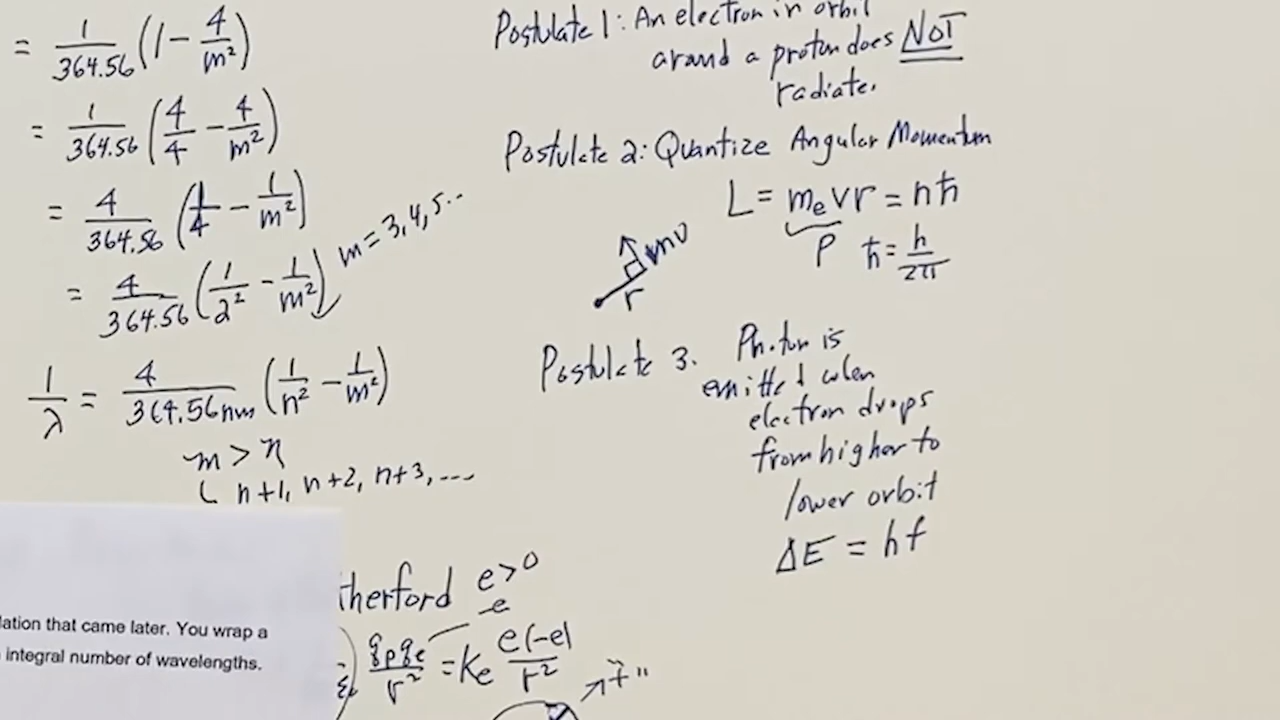 = 1/364.56 (1 - 4/m²)
= 1/364.56 (4/4 - 4/m²)
= 4/364.56 (1/4 - 1/m²)
= 4/364.56 (1/2² - 1/m²) m = 3, 4, 5..
1/λ = 4/364.56nm (1/n² - 1/m²)
m > n
n+1, n+2, n+3, ....
Postulate 1: An electron in orbit
around a proton does NOT
radiate.
Postulate 2: Quantize Angular Momentum
L = mₑvr = nħ
P ħ = h/2π
mv
r
Postulate 3. Photon is
emitted when
electron drops
from higher to
lower orbit
ΔE = hf
therford e>0
-e
qpqe/r² = Ke e(-e)/r²
lation that came later. You wrap a
integral number of wavelengths.